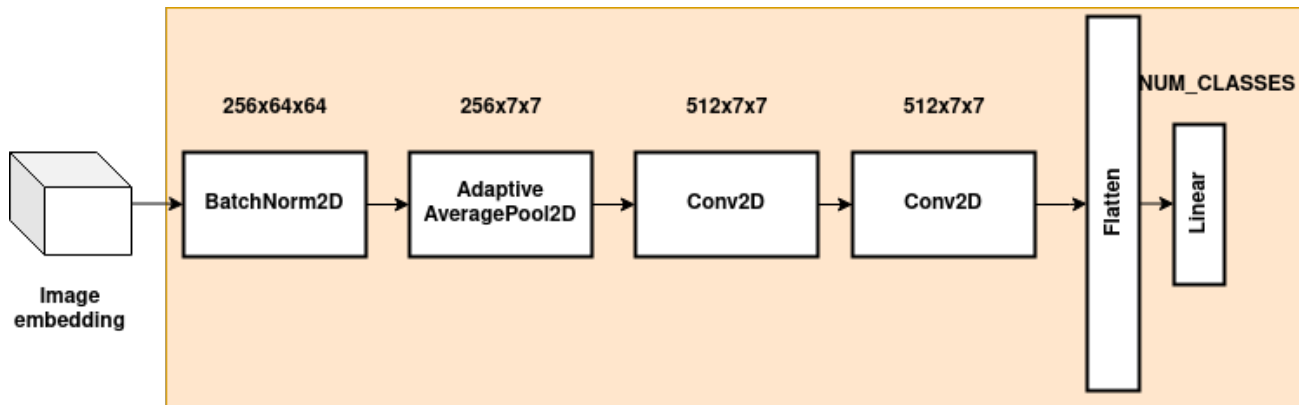 256x64x64
256x7x7
512x7x7
512x7x7
NUM_CLASSES
BatchNorm2D
Adaptive
AveragePool2D
Conv2D
Conv2D
Flatten
Linear
Image
embedding